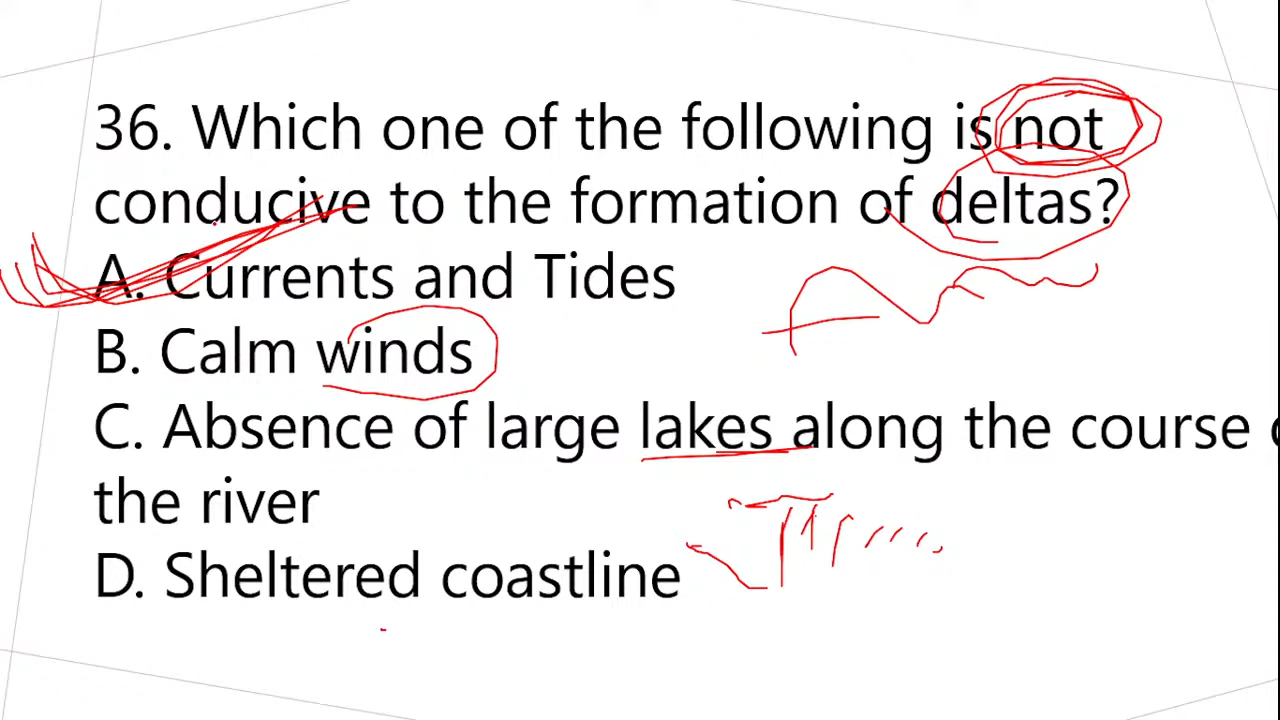 36. Which one of the following is not
conducive to the formation of deltas?
A. Currents and Tides
B. Calm winds
C. Absence of large lakes along the course
the river
D. Sheltered coastline